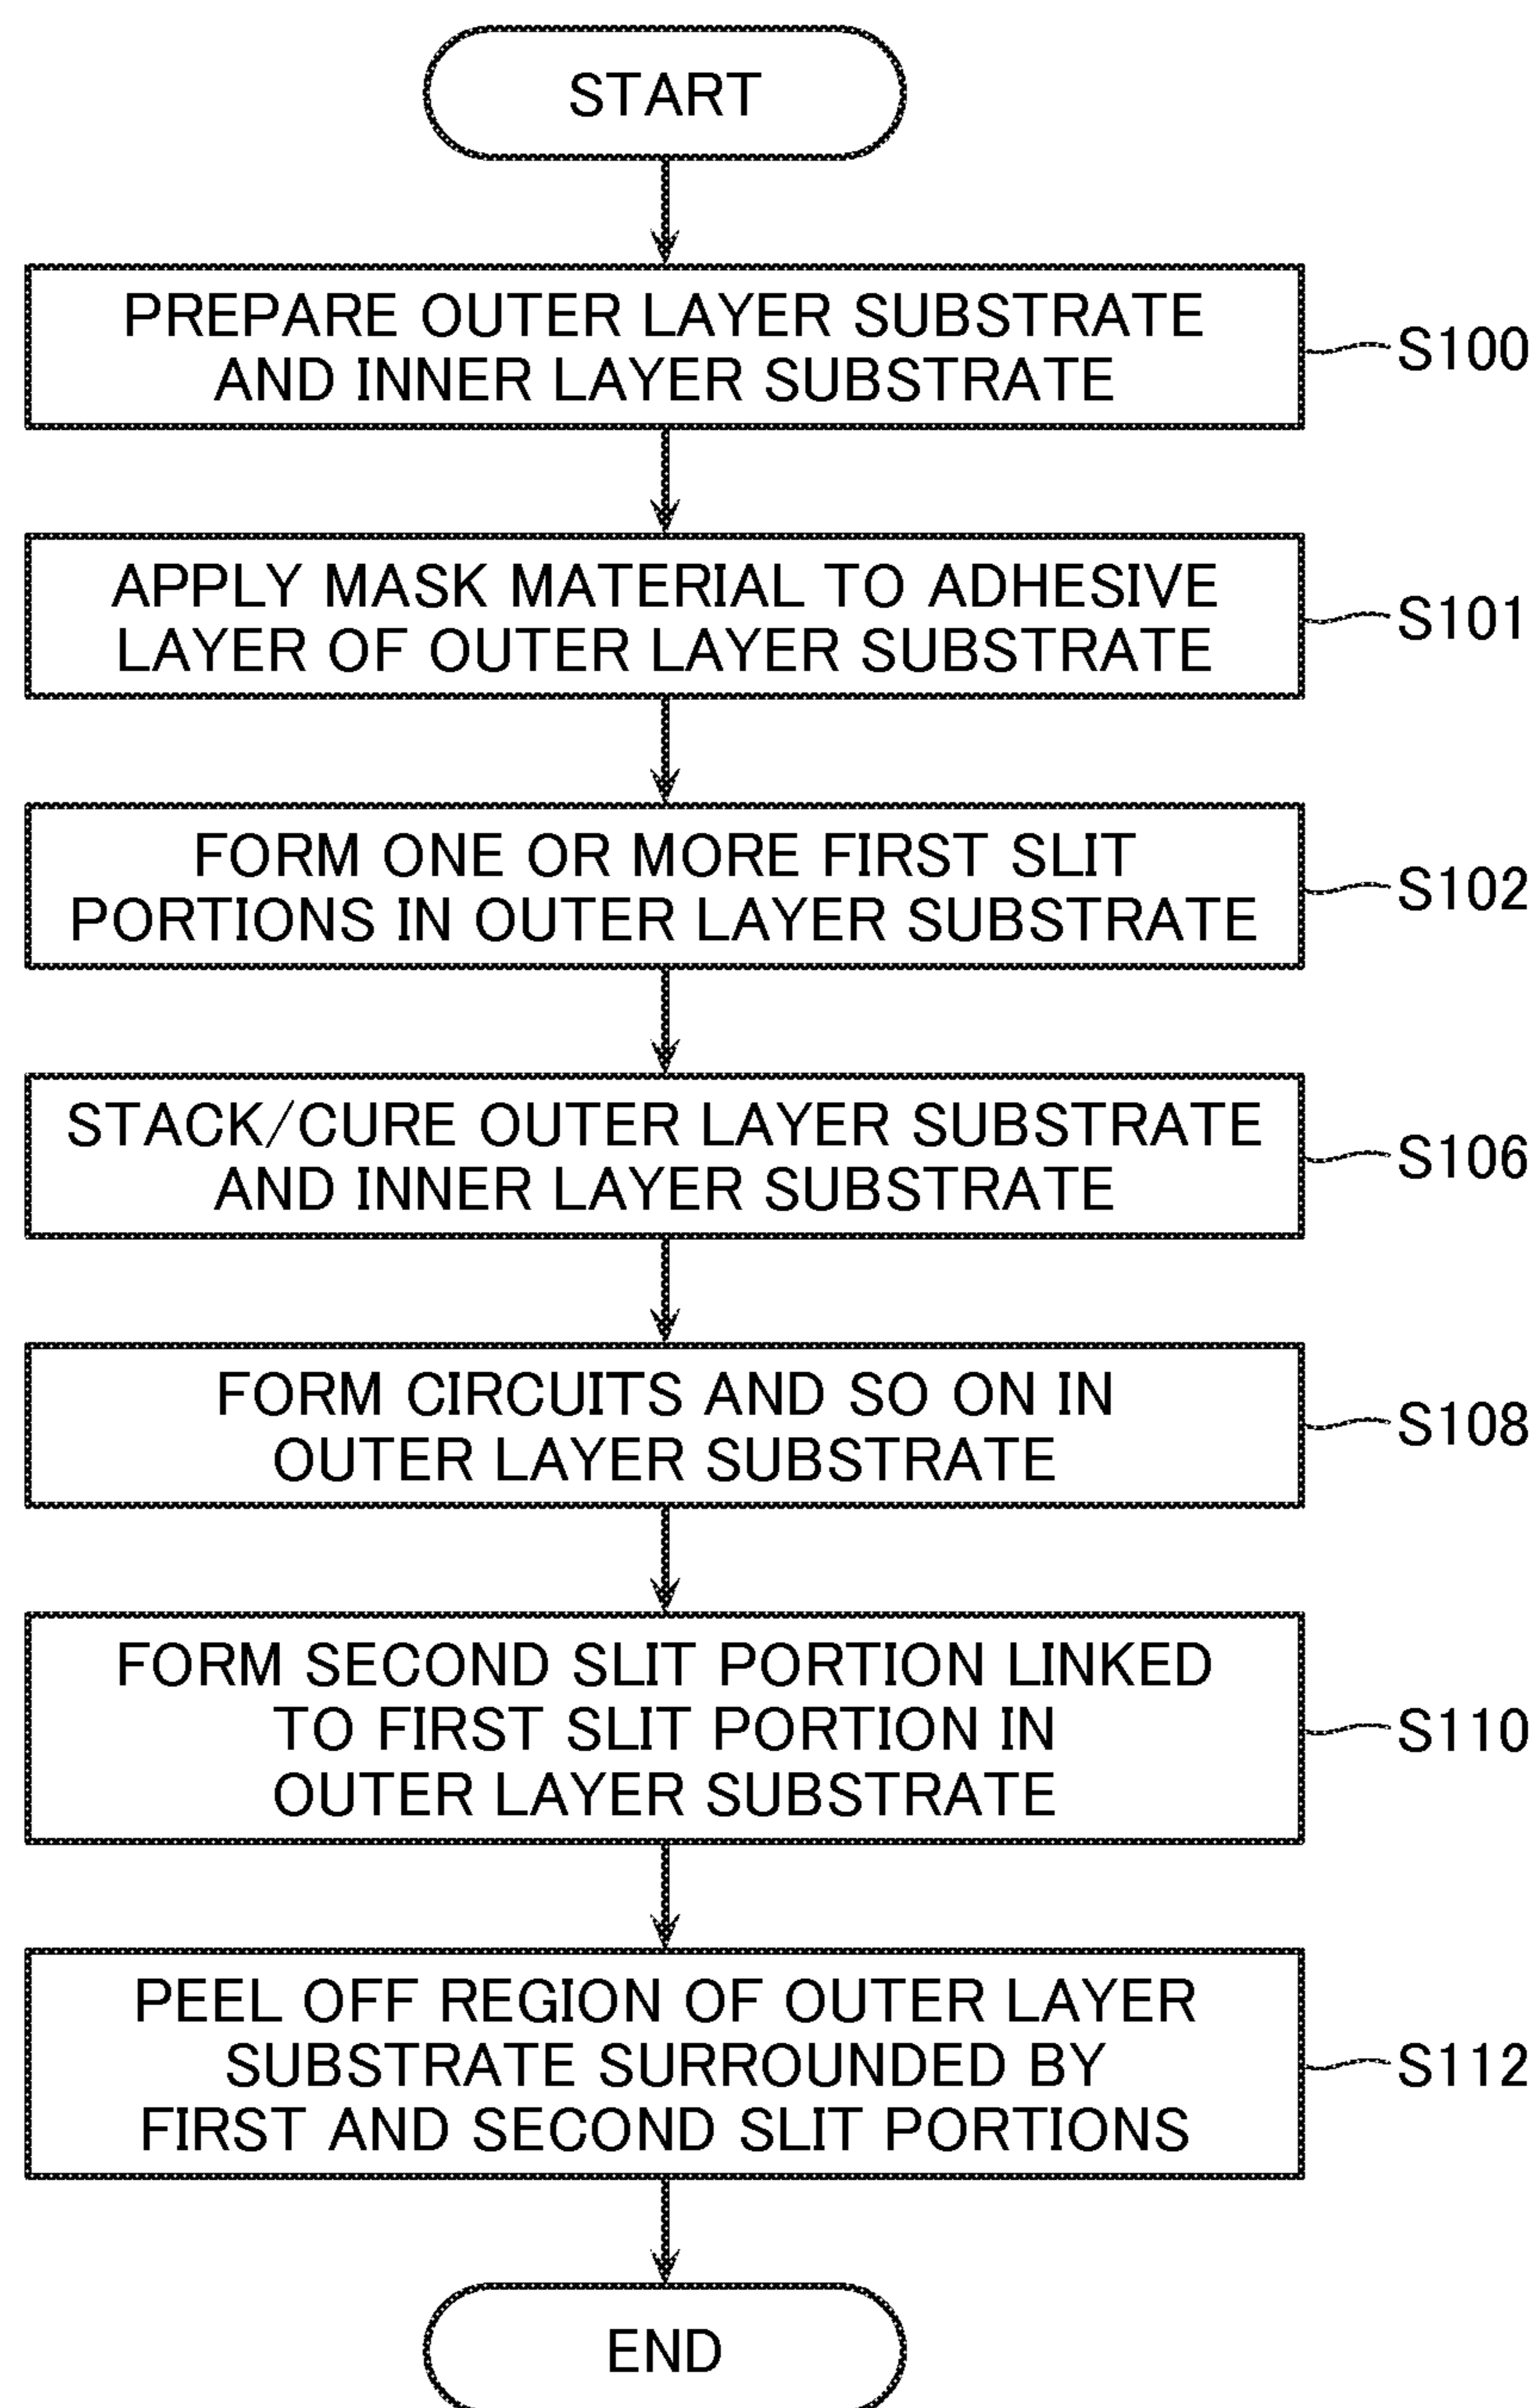 START
PREPARE OUTER LAYER SUBSTRATE
AND INNER LAYER SUBSTRATE
S100
APPLY MASK MATERIAL TO ADHESIVE
LAYER OF OUTER LAYER SUBSTRATE
S101
FORM ONE OR MORE FIRST SLIT
PORTIONS IN OUTER LAYER SUBSTRATE
S102
STACK/CURE OUTER LAYER SUBSTRATE
AND INNER LAYER SUBSTRATE
S106
FORM CIRCUITS AND SO ON IN
OUTER LAYER SUBSTRATE
S108
FORM SECOND SLIT PORTION LINKED
TO FIRST SLIT PORTION IN
OUTER LAYER SUBSTRATE
S110
PEEL OFF REGION OF OUTER LAYER
SUBSTRATE SURROUNDED BY
FIRST AND SECOND SLIT PORTIONS
S112
END